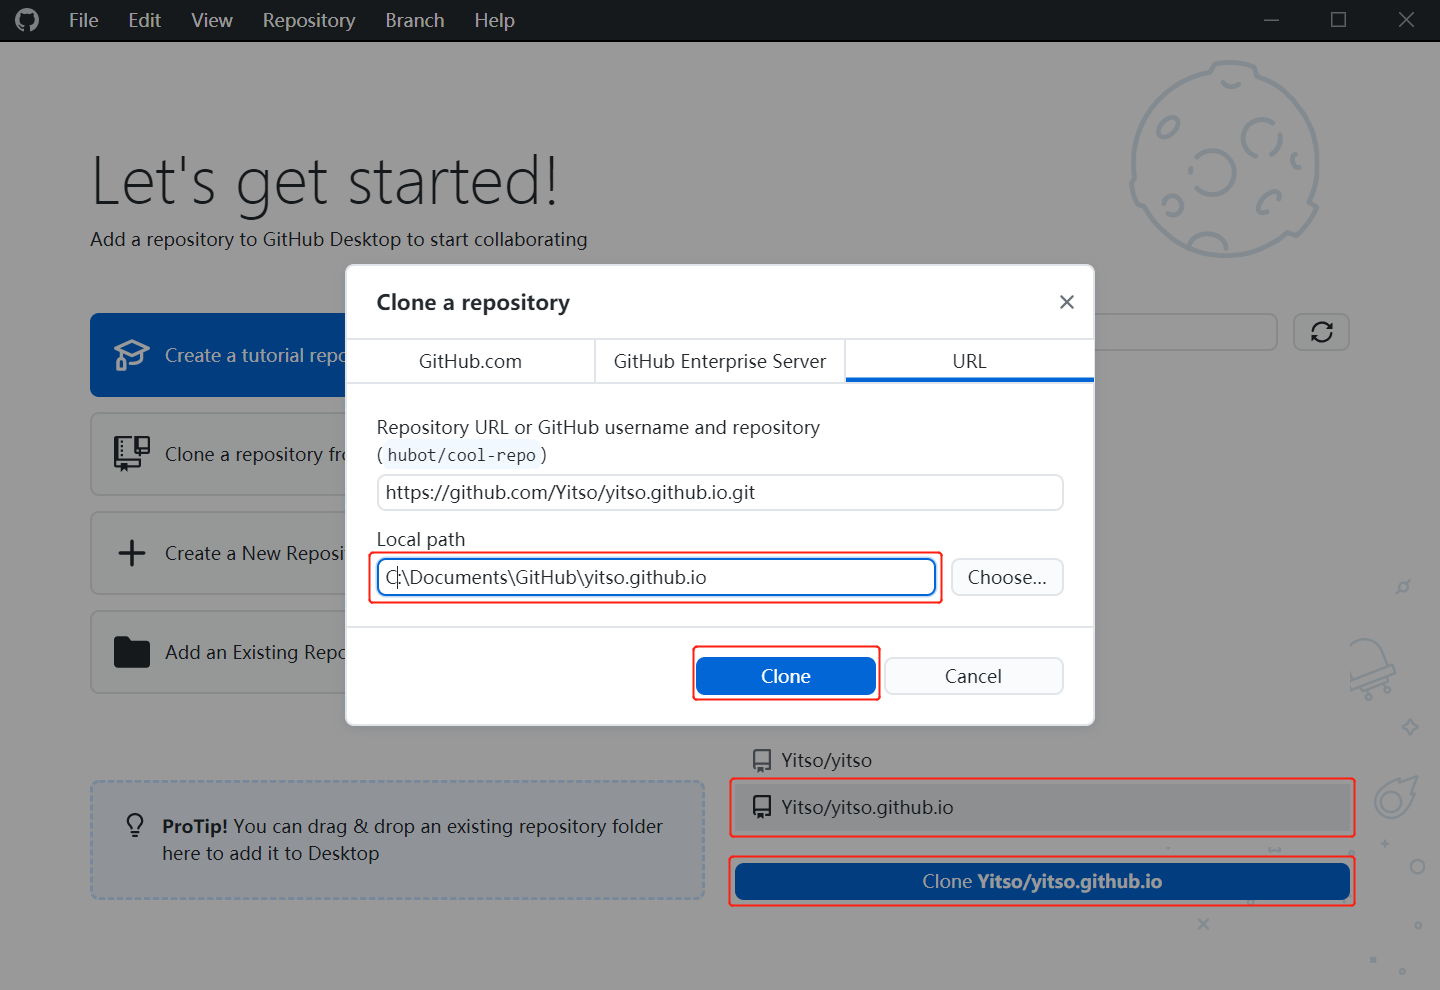 File Edit View Repository Branch Help
Let's get started!
Add a repository to GitHub Desktop to start collaborating
Clone a repository
Create a tutorial repo
GitHub.com GitHub Enterprise Server URL
Repository URL or GitHub username and repository
Clone a repository fro
(hubot/cool-repo)
https://github.com/Yitso/yitso.github.io.git
Local path
Create a New Reposi
C:\Documents\GitHub\yitso.github.io Choose...
Add an Existing Repo
Clone Cancel
Yitso/yitso
Yitso/yitso.github.io
ProTip! You can drag & drop an existing repository folder
here to add it to Desktop
Clone Yitso/yitso.github.io